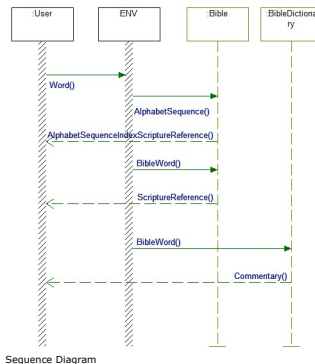 :User
ENV
:Bible
:BibleDictiona
ry
Word()
AlphabetSequence()
AlphabetSequenceIndexScriptureReference()
BibleWord()
ScriptureReference()
BibleWord()
Commentary()
Sequence Diagram